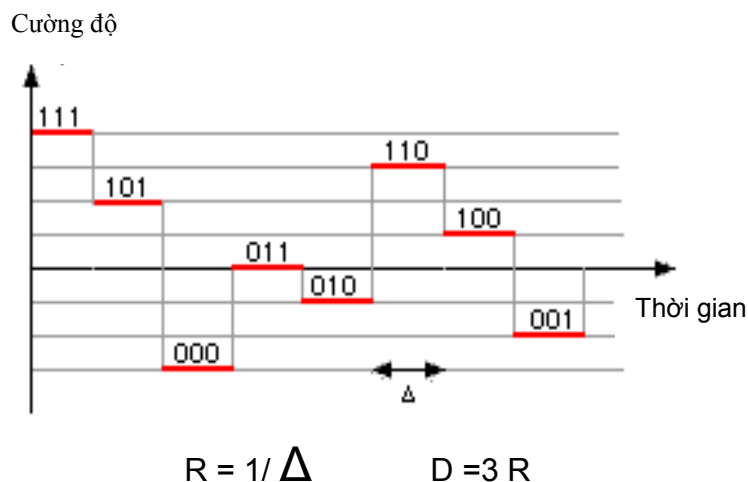 Cường độ
111
110
101
100
011
010
Thời gian
001
000
Δ
R = 1/ Δ D =3 R